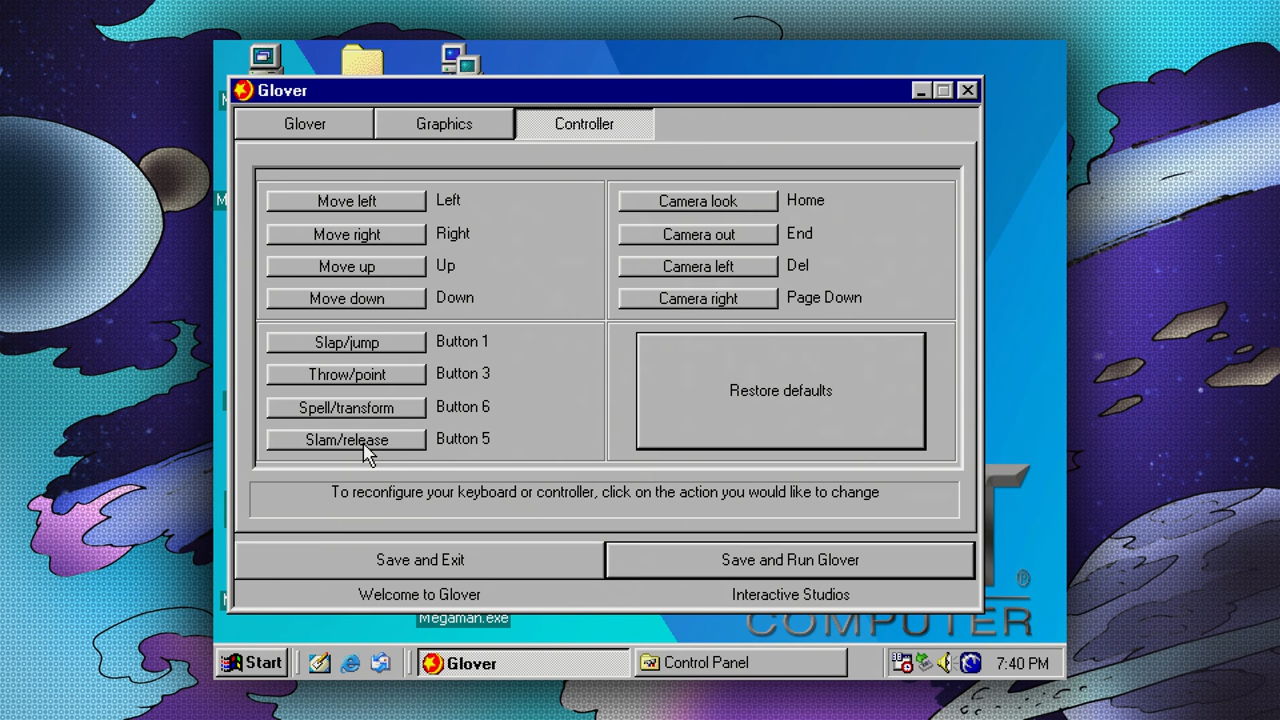 Glover
Glover Graphics Controller
Move left Left
Move right Right
Move up Up
Move down Down
Camera look Home
Camera out End
Camera left Del
Camera right Page Down
Slap/jump Button 1
Throw/point Button 3
Spell/transform Button 6
Slam/release Button 5
Restore defaults
To reconfigure your keyboard or controller, click on the action you would like to change
Save and Exit Save and Run Glover
Welcome to Glover Interactive Studios
®
COMPUTER
Megaman.exe
Start Glover Control Panel 7:40 PM